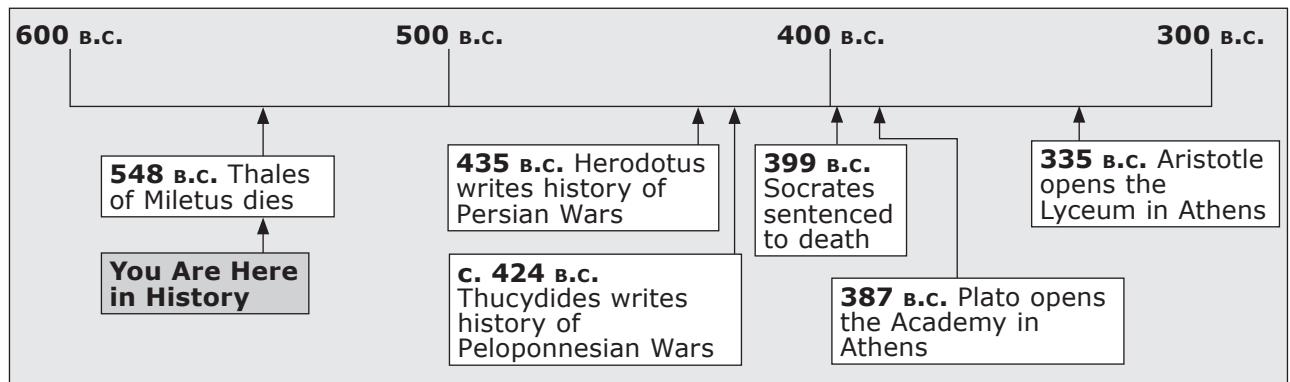 600 B.C.
500 B.C.
400 B.C.
300 B.C.
548 B.C. Thales
of Miletus dies
You Are Here
in History
435 B.C. Herodotus
writes history of
Persian Wars
c. 424 B.C.
Thucydides writes
history of
Peloponnesian Wars
399 B.C.
Socrates
sentenced
to death
387 B.C. Plato opens
the Academy in
Athens
335 B.C. Aristotle
opens the
Lyceum in Athens